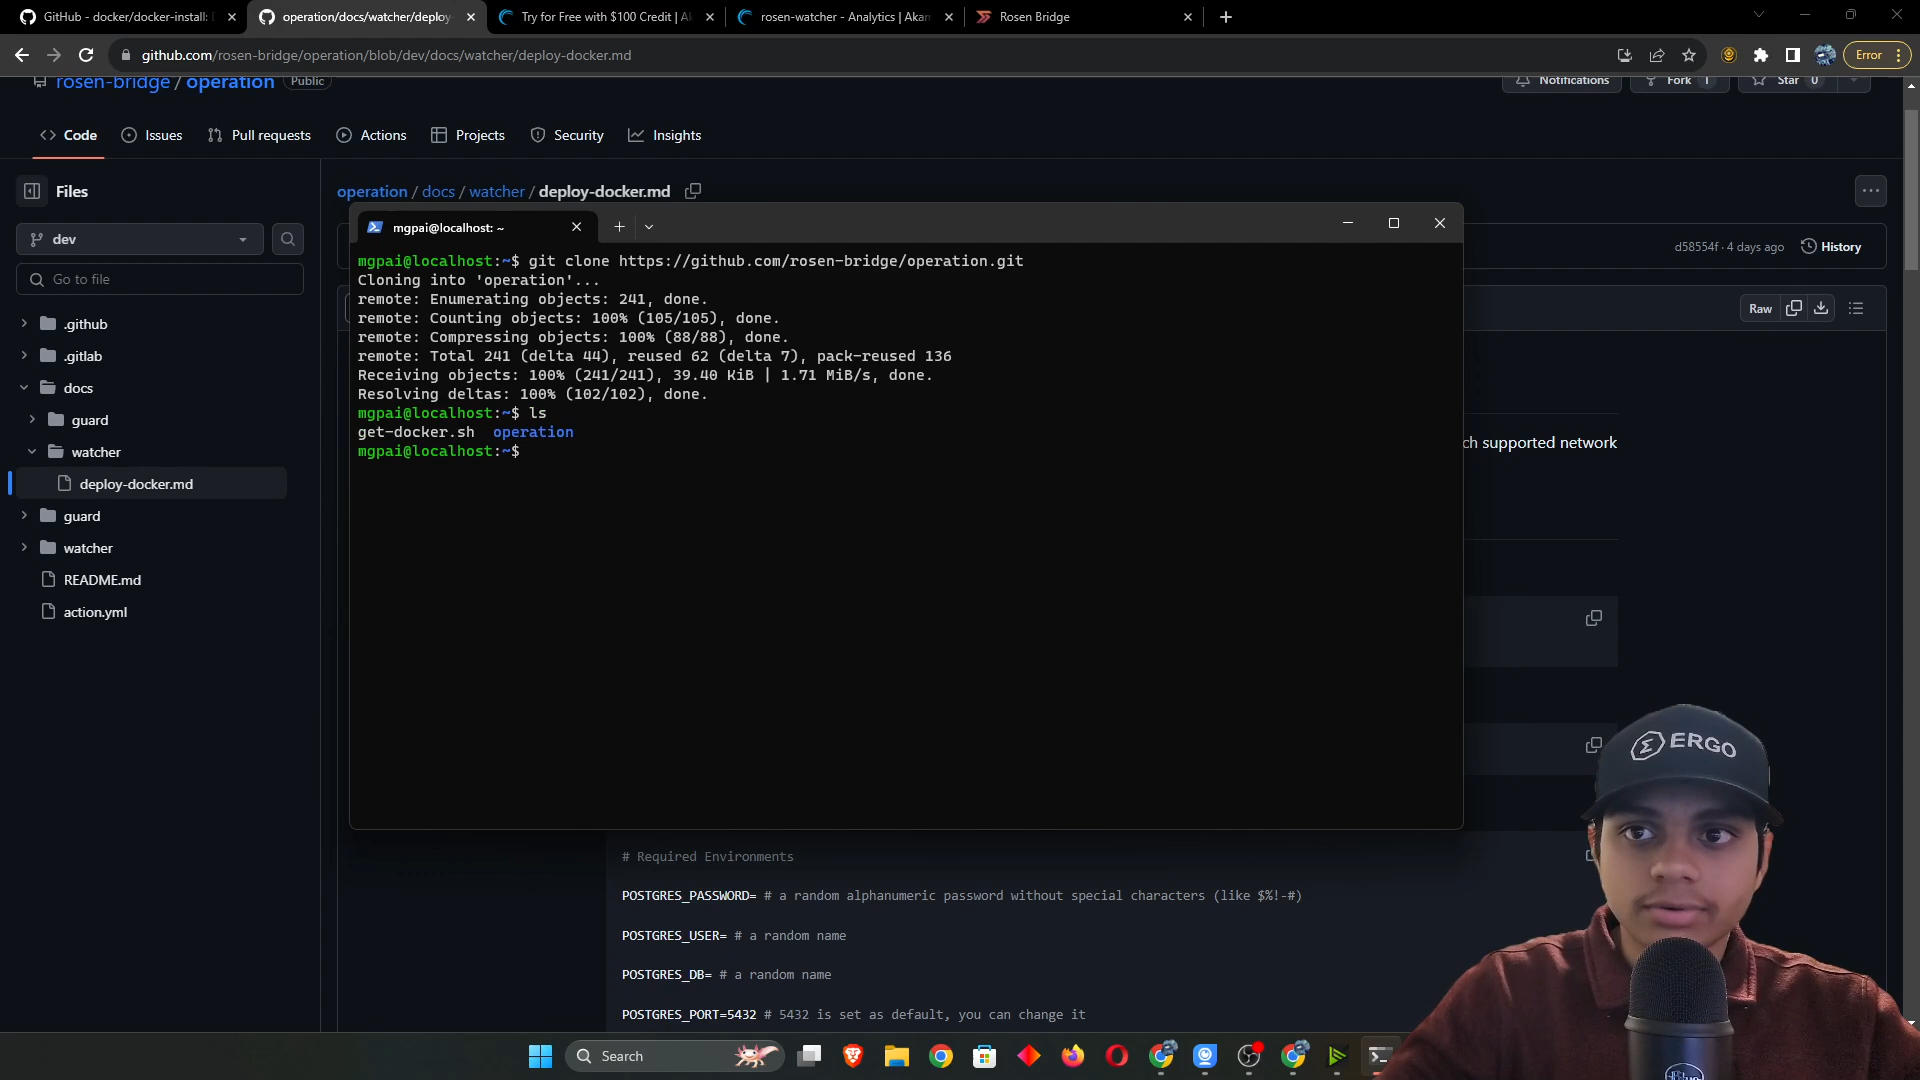 GitHub - docker/docker-install:
operation/docs/watcher/deploy-
Try for Free with $100 Credit | Ak
rosen-watcher - Analytics | Akam
Rosen Bridge
github.com/rosen-bridge/operation/blob/dev/docs/watcher/deploy-docker.md
Error
rosen-bridge / operation
Public
Notifications
Fork 1
Star 0
Code
Issues
Pull requests
Actions
Projects
Security
Insights
Files
operation / docs / watcher / deploy-docker.md
dev
Go to file
d58554f · 4 days ago
History
Raw
.github
.gitlab
docs
guard
watcher
deploy-docker.md
guard
watcher
README.md
action.yml
mgpai@localhost: ~
mgpai@localhost:~$ git clone https://github.com/rosen-bridge/operation.git
Cloning into 'operation'...
remote: Enumerating objects: 241, done.
remote: Counting objects: 100% (105/105), done.
remote: Compressing objects: 100% (88/88), done.
remote: Total 241 (delta 44), reused 62 (delta 7), pack-reused 136
Receiving objects: 100% (241/241), 39.40 KiB | 1.71 MiB/s, done.
Resolving deltas: 100% (102/102), done.
mgpai@localhost:~$ ls
get-docker.sh operation
mgpai@localhost:~$
ch supported network
# Required Environments
POSTGRES_PASSWORD= # a random alphanumeric password without special characters (like $%!-#)
POSTGRES_USER= # a random name
POSTGRES_DB= # a random name
POSTGRES_PORT=5432 # 5432 is set as default, you can change it
ERGO
Blue
Search